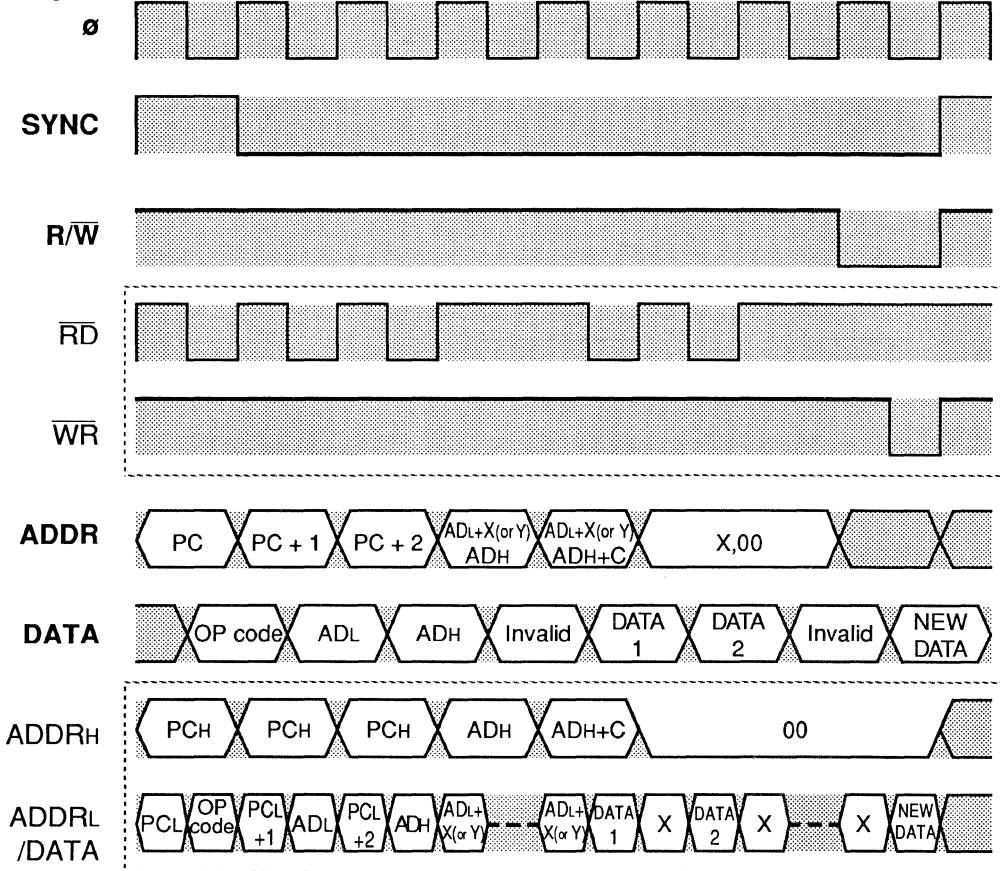 ø
SYNC
R/W̅
R̅D̅
W̅R̅
ADDR
PC
PC + 1
PC + 2
ADL+X(or Y)
ADH
ADL+X(or Y)
ADH+C
X,00
DATA
OP code
ADL
ADH
Invalid
DATA
1
DATA
2
Invalid
NEW
DATA
ADDRH
PCH
PCH
PCH
ADH
ADH+C
00
ADDRL
/DATA
PCL
OP
code
PCL
+1
ADL
PCL
+2
ADH
ADL+
X(or Y)
ADL+
X(or Y)
DATA
1
X
DATA
2
X
X
NEW
DATA